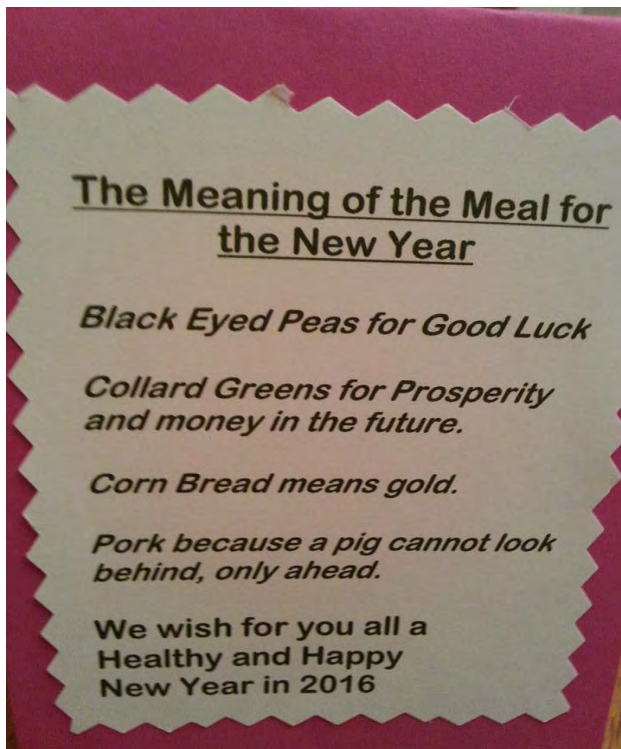 The Meaning of the Meal for
the New Year
Black Eyed Peas for Good Luck
Collard Greens for Prosperity
and money in the future.
Corn Bread means gold.
Pork because a pig cannot look
behind, only ahead.
We wish for you all a
Healthy and Happy
New Year in 2016